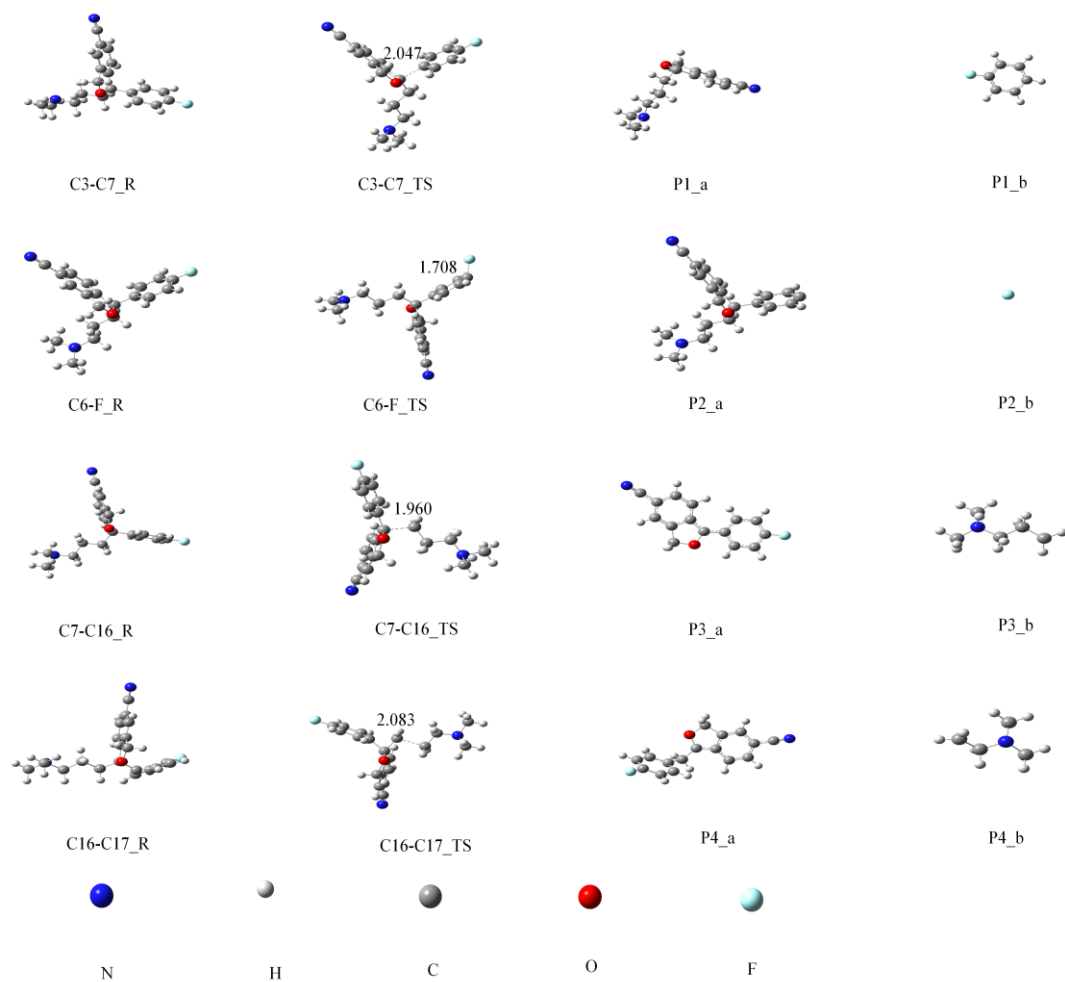 2.047
C3-C7_R C3-C7_TS P1_a P1_b
1.708
C6-F_R C6-F_TS P2_a P2_b
1.960
C7-C16_R C7-C16_TS P3_a P3_b
2.083
C16-C17_R C16-C17_TS P4_a P4_b
N H C O F